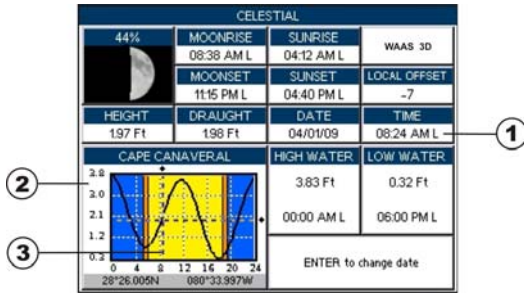 CELESTIAL
44% MOONRISE SUNRISE WAAS 3D
08:38 AM L 04:12 AM L
MOONSET SUNSET LOCAL OFFSET
11:15 PM L 04:40 PM L -7
HEIGHT DRAUGHT DATE TIME
1.97 Ft 1.98 Ft 04/01/09 08:24 AM L 1
CAPE CANAVERAL HIGH WATER LOW WATER
2 3.8
3.83 Ft 0.32 Ft
3.0
2.1
00:00 AM L 06:00 PM L
1.2
3 0.2
0 4 8 12 16 20 24
ENTER to
change date
28°26.005N 080°33.997W